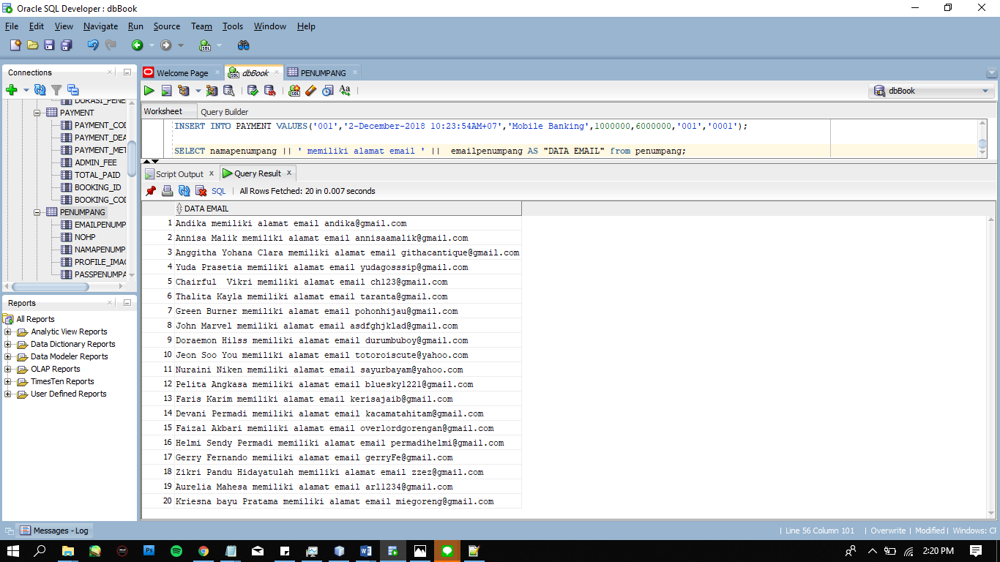 Oracle SQL Developer : dbBook
File Edit View Navigate Run Source Team Tools Window Help
Connections
DURASI_PENE
PAYMENT
PAYMENT_COD
PAYMENT_DEA
PAYMENT_MET
ADMIN_FEE
TOTAL_PAID
BOOKING_ID
BOOKING_COD
PENUMPANG
EMAILPENUMP
NOHP
NAMAPENUMP
PROFILE_IMAG
PASSPENUMPA
Reports
All Reports
Analytic View Reports
Data Dictionary Reports
Data Modeler Reports
OLAP Reports
TimesTen Reports
User Defined Reports
Welcome Page dbBook PENUMPANG
dbBook
Worksheet Query Builder
INSERT INTO PAYMENT VALUES('001','2-December-2018 10:23:54AM+07','Mobile Banking',1000000,6000000,'001','0001');
SELECT namapenumpang || ' memiliki alamat email ' || emailpenumpang AS "DATA EMAIL" from penumpang;
Script Output x Query Result x
SQL | All Rows Fetched: 20 in 0.007 seconds
DATA EMAIL
1 Andika memiliki alamat email andika@gmail.com
2 Annisa Malik memiliki alamat email annisaamalik@gmail.com
3 Anggitha Yohana Clara memiliki alamat email githacantique@gmail.com
4 Yuda Prasetia memiliki alamat email yudagosssip@gmail.com
5 Chairful  Vikri memiliki alamat email ch123@gmail.com
6 Thalita Kayla memiliki alamat email taranta@gmail.com
7 Green Burner memiliki alamat email pohonhijau@gmail.com
8 John Marvel memiliki alamat email asdfghjklad@gmail.com
9 Doraemon Hilss memiliki alamat email durumbuboy@gmail.com
10 Jeon Soo You memiliki alamat email totoroiscute@yahoo.com
11 Nuraini Niken memiliki alamat email sayurbayam@yahoo.com
12 Pelita Angkasa memiliki alamat email bluesky1221@gmail.com
13 Faris Karim memiliki alamat email kerisajaib@gmail.com
14 Devani Permadi memiliki alamat email kacamatahitam@gmail.com
15 Faizal Akbari memiliki alamat email overlordgorengan@gmail.com
16 Helmi Sendy Permadi memiliki alamat email permadihelmi@gmail.com
17 Gerry Fernando memiliki alamat email gerryFe@gmail.com
18 Zikri Pandu Hidayatulah memiliki alamat email zzez@gmail.com
19 Aurelia Mahesa memiliki alamat email arl1234@gmail.com
20 Kriesna bayu Pratama memiliki alamat email miegoreng@gmail.com
Messages - Log
| Line 56 Column 101 | Overwrite | Modified | Windows: CF
2:20 PM